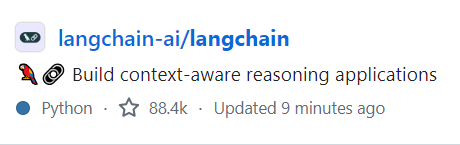 langchain-ai/langchain
🦜🔗 Build context-aware reasoning applications
Python · 88.4k · Updated 9 minutes ago